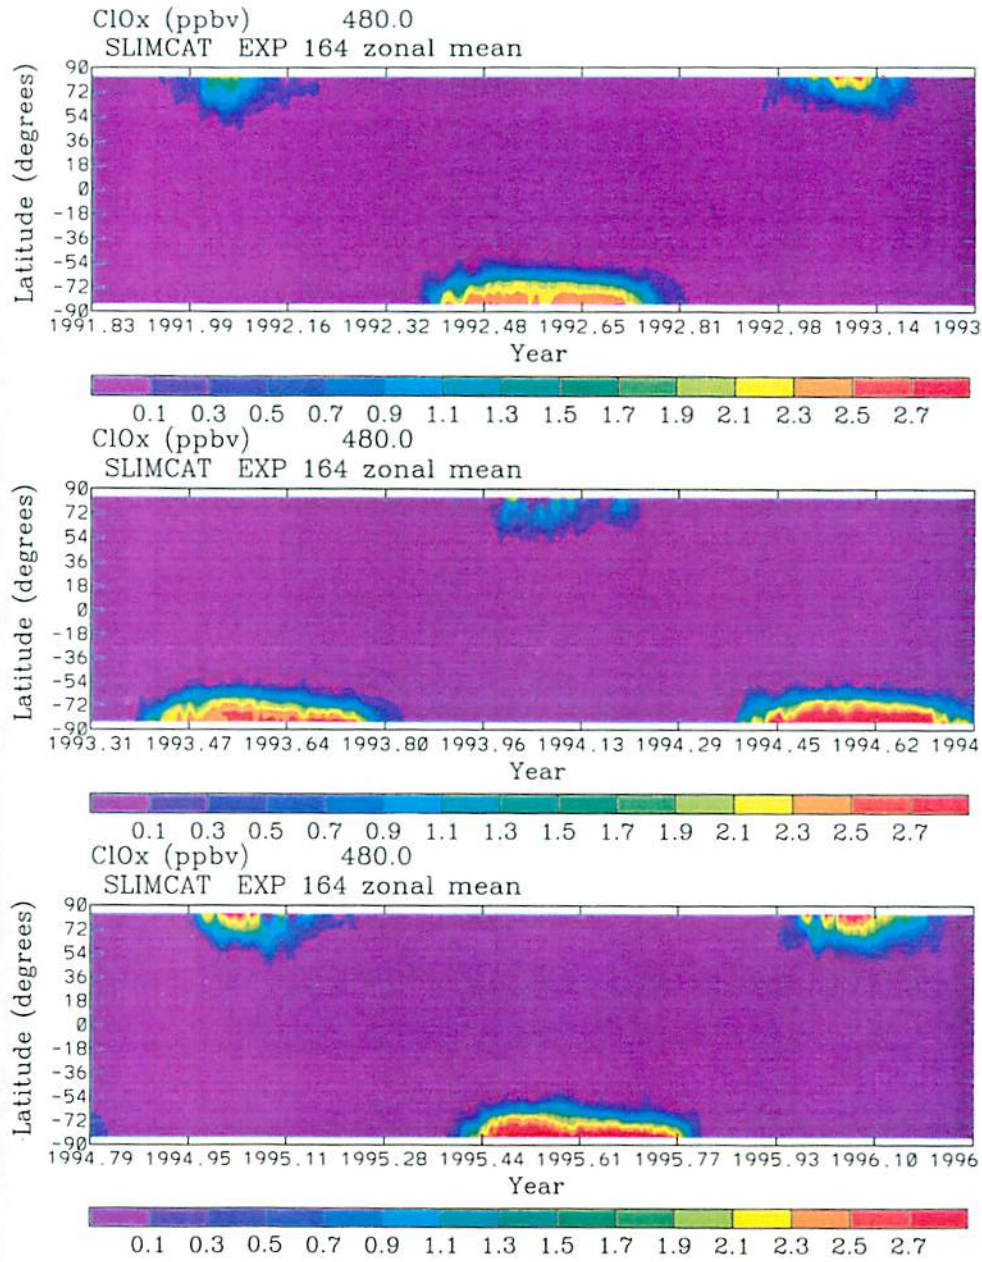 ClOx (ppbv) 480.0
SLIMCAT EXP 164 zonal mean
Latitude (degrees)
90
72
54
36
18
0
-18
-36
-54
-72
-90
1991.83 1991.99 1992.16 1992.32 1992.48 1992.65 1992.81 1992.98 1993.14 1993
Year
0.1 0.3 0.5 0.7 0.9 1.1 1.3 1.5 1.7 1.9 2.1 2.3 2.5 2.7
ClOx (ppbv) 480.0
SLIMCAT EXP 164 zonal mean
Latitude (degrees)
90
72
54
36
18
0
-18
-36
-54
-72
-90
1993.31 1993.47 1993.64 1993.80 1993.96 1994.13 1994.29 1994.45 1994.62 1994
Year
0.1 0.3 0.5 0.7 0.9 1.1 1.3 1.5 1.7 1.9 2.1 2.3 2.5 2.7
ClOx (ppbv) 480.0
SLIMCAT EXP 164 zonal mean
Latitude (degrees)
90
72
54
36
18
0
-18
-36
-54
-72
-90
1994.79 1994.95 1995.11 1995.28 1995.44 1995.61 1995.77 1995.93 1996.10 1996
Year
0.1 0.3 0.5 0.7 0.9 1.1 1.3 1.5 1.7 1.9 2.1 2.3 2.5 2.7